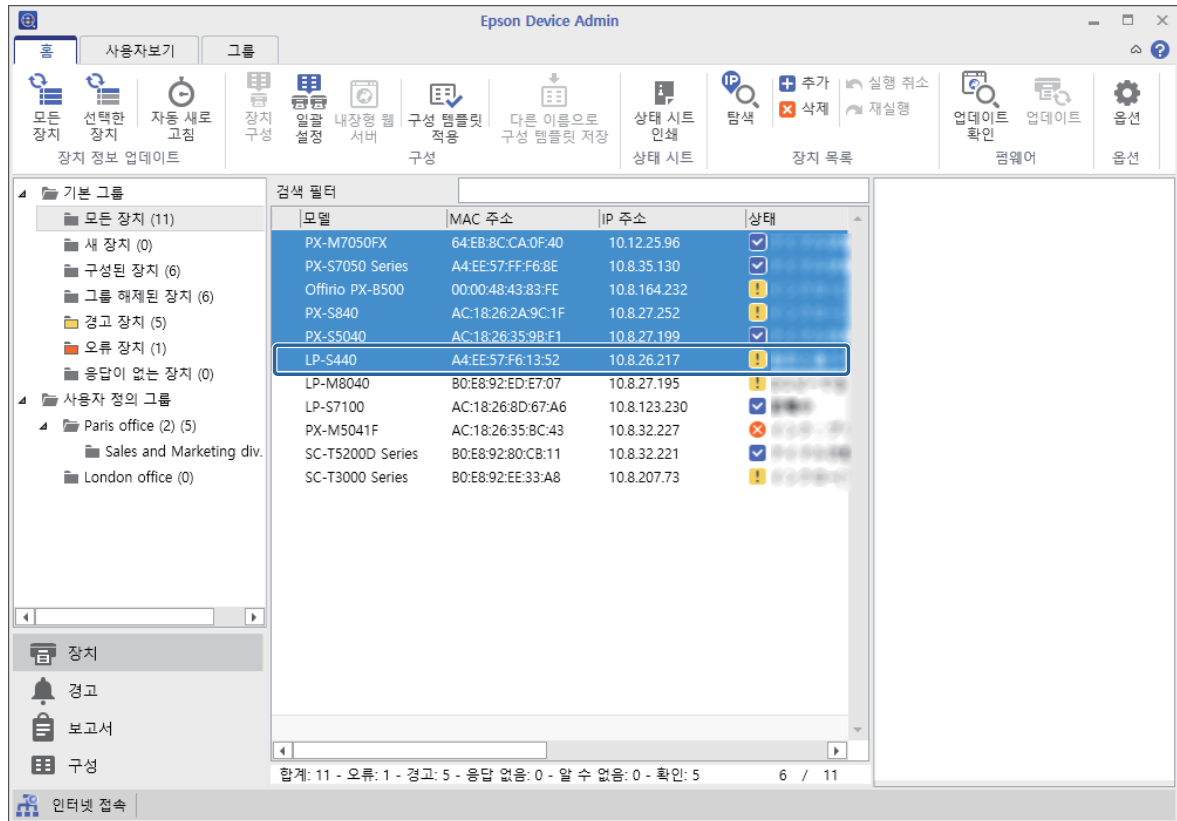 Epson Device Admin
홈 사용자보기 그룹
모든 장치
선택한 장치
자동 새로 고침
장치 정보 업데이트
장치 구성
일괄 설정
내장형 웹 서버
구성 템플릿 적용
다른 이름으로 구성 템플릿 저장
구성
상태 시트 인쇄
상태 시트
IP
탐색
추가
삭제
실행 취소
재실행
장치 목록
업데이트 확인
업데이트
펌웨어
옵션
옵션
기본 그룹
모든 장치 (11)
새 장치 (0)
구성된 장치 (6)
그룹 해제된 장치 (6)
경고 장치 (5)
오류 장치 (1)
응답이 없는 장치 (0)
사용자 정의 그룹
Paris office (2) (5)
Sales and Marketing div.
London office (0)
장치
경고
보고서
구성
검색 필터
모델 MAC 주소 IP 주소 상태
PX-M7050FX 64:EB:8C:CA:0F:40 10.12.25.96
PX-S7050 Series A4:EE:57:FF:F6:8E 10.8.35.130
Offirio PX-B500 00:00:48:43:83:FE 10.8.164.232
PX-S840 AC:18:26:2A:9C:1F 10.8.27.252
PX-S5040 AC:18:26:35:9B:F1 10.8.27.199
LP-S440 A4:EE:57:F6:13:52 10.8.26.217
LP-M8040 B0:E8:92:ED:E7:07 10.8.27.195
LP-S7100 AC:18:26:8D:67:A6 10.8.123.230
PX-M5041F AC:18:26:35:BC:43 10.8.32.227
SC-T5200D Series B0:E8:92:80:CB:11 10.8.32.221
SC-T3000 Series B0:E8:92:EE:33:A8 10.8.207.73
합계: 11 - 오류: 1 - 경고: 5 - 응답 없음: 0 - 알 수 없음: 0 - 확인: 5 6 / 11
인터넷 접속